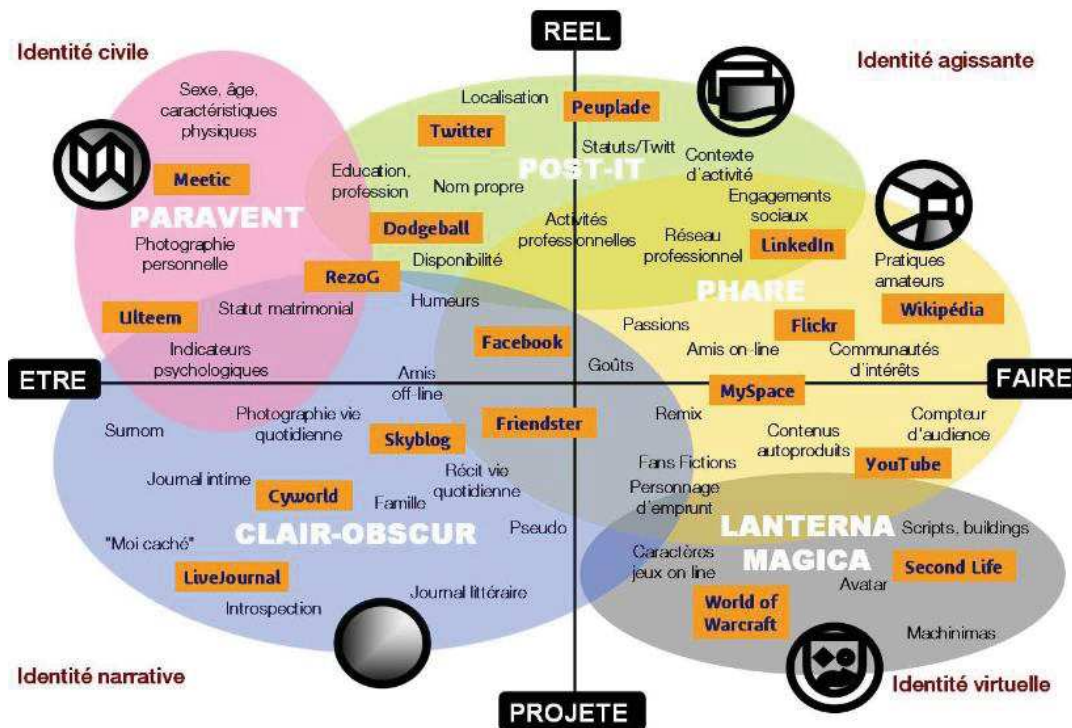 REEL
Identité civile
Identité agissante
Sexe, âge,
caractéristiques
physiques
Localisation
Peuplade
Twitter
Statuts/Twitt
POST-IT
Contexte
d'activité
Meetic
Education,
profession
Nom propre
Engagements
sociaux
PARAVENT
Dodgeball
Activités
professionnelles
Réseau
professionnel
LinkedIn
Photographie
personnelle
Disponibilité
Pratiques
amateurs
RezoG
PHARE
Ulteem
Statut matrimonial
Humeurs
Wikipédia
Passions
Flickr
Facebook
Indicateurs
psychologiques
Amis on-line
Communautés
d'intérêts
Goûts
ETRE
FAIRE
Amis
off-line
MySpace
Surnom
Photographie vie
quotidienne
Skyblog
Friendster
Remix
Compteur
d'audience
Contenus
autoproduits
Journal intime
Récit vie
quotidienne
Fans Fictions
YouTube
Cyworld
Famille
Personnage
d'emprunt
CLAIR-OBSCUR
Pseudo
LANTERNA
MAGICA
Scripts, buildings
"Moi caché"
Caractères
jeux on line
Second Life
LiveJournal
Avatar
Introspection
Journal littéraire
World of
Warcraft
Machinimas
Identité narrative
Identité virtuelle
PROJETE